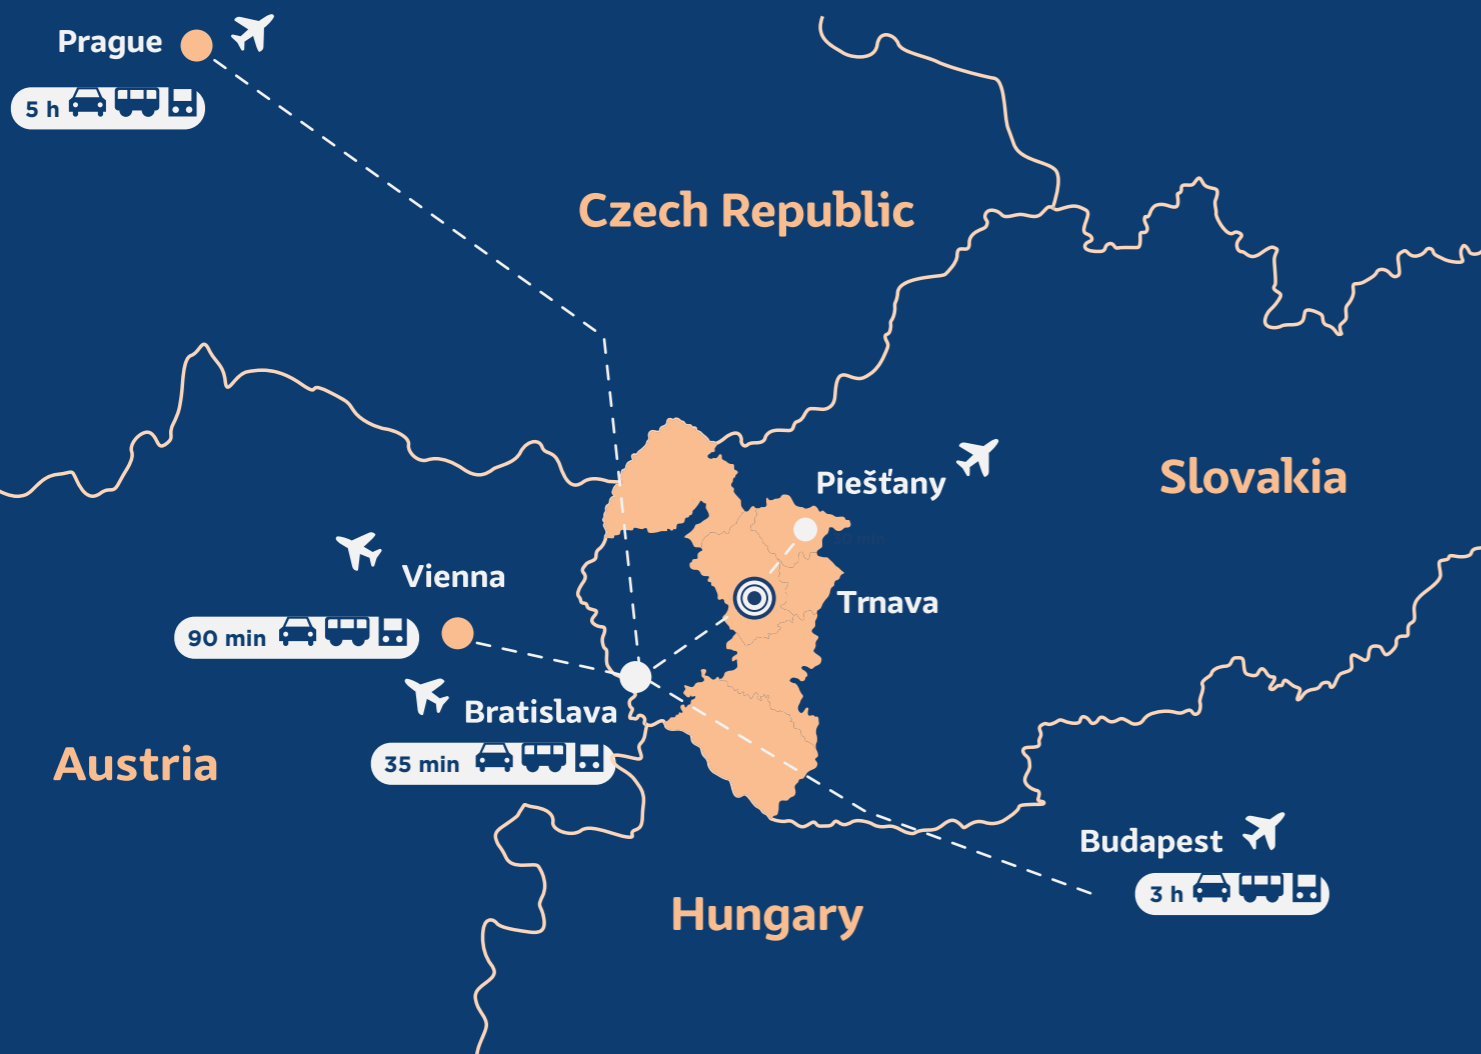 Prague
5 h
Czech Republic
Piešťany
Slovakia
Vienna
90 min
Trnava
Bratislava
35 min
Austria
Budapest
3 h
Hungary